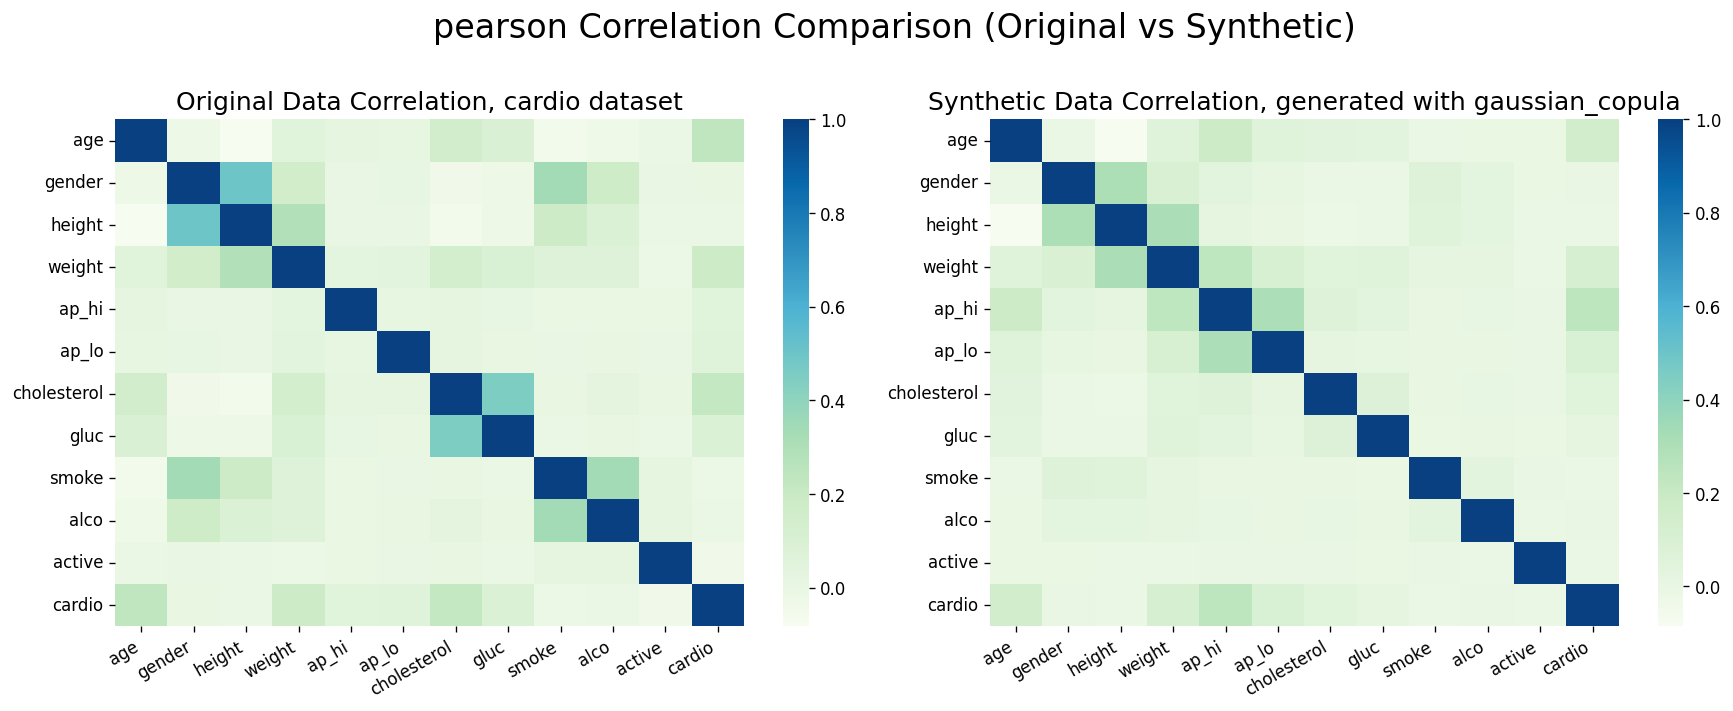 pearson Correlation Comparison (Original vs Synthetic)
Original Data Correlation, cardio dataset
age
gender
height
weight
ap_hi
ap_lo
cholesterol
gluc
smoke
alco
active
cardio
age
gender
height
weight
ap_hi
ap_lo
cholesterol
gluc
smoke
alco
active
cardio
1.0
0.8
0.6
0.4
0.2
0.0
Synthetic Data Correlation, generated with gaussian_copula
age
gender
height
weight
ap_hi
ap_lo
cholesterol
gluc
smoke
alco
active
cardio
age
gender
height
weight
ap_hi
ap_lo
cholesterol
gluc
smoke
alco
active
cardio
1.0
0.8
0.6
0.4
0.2
0.0